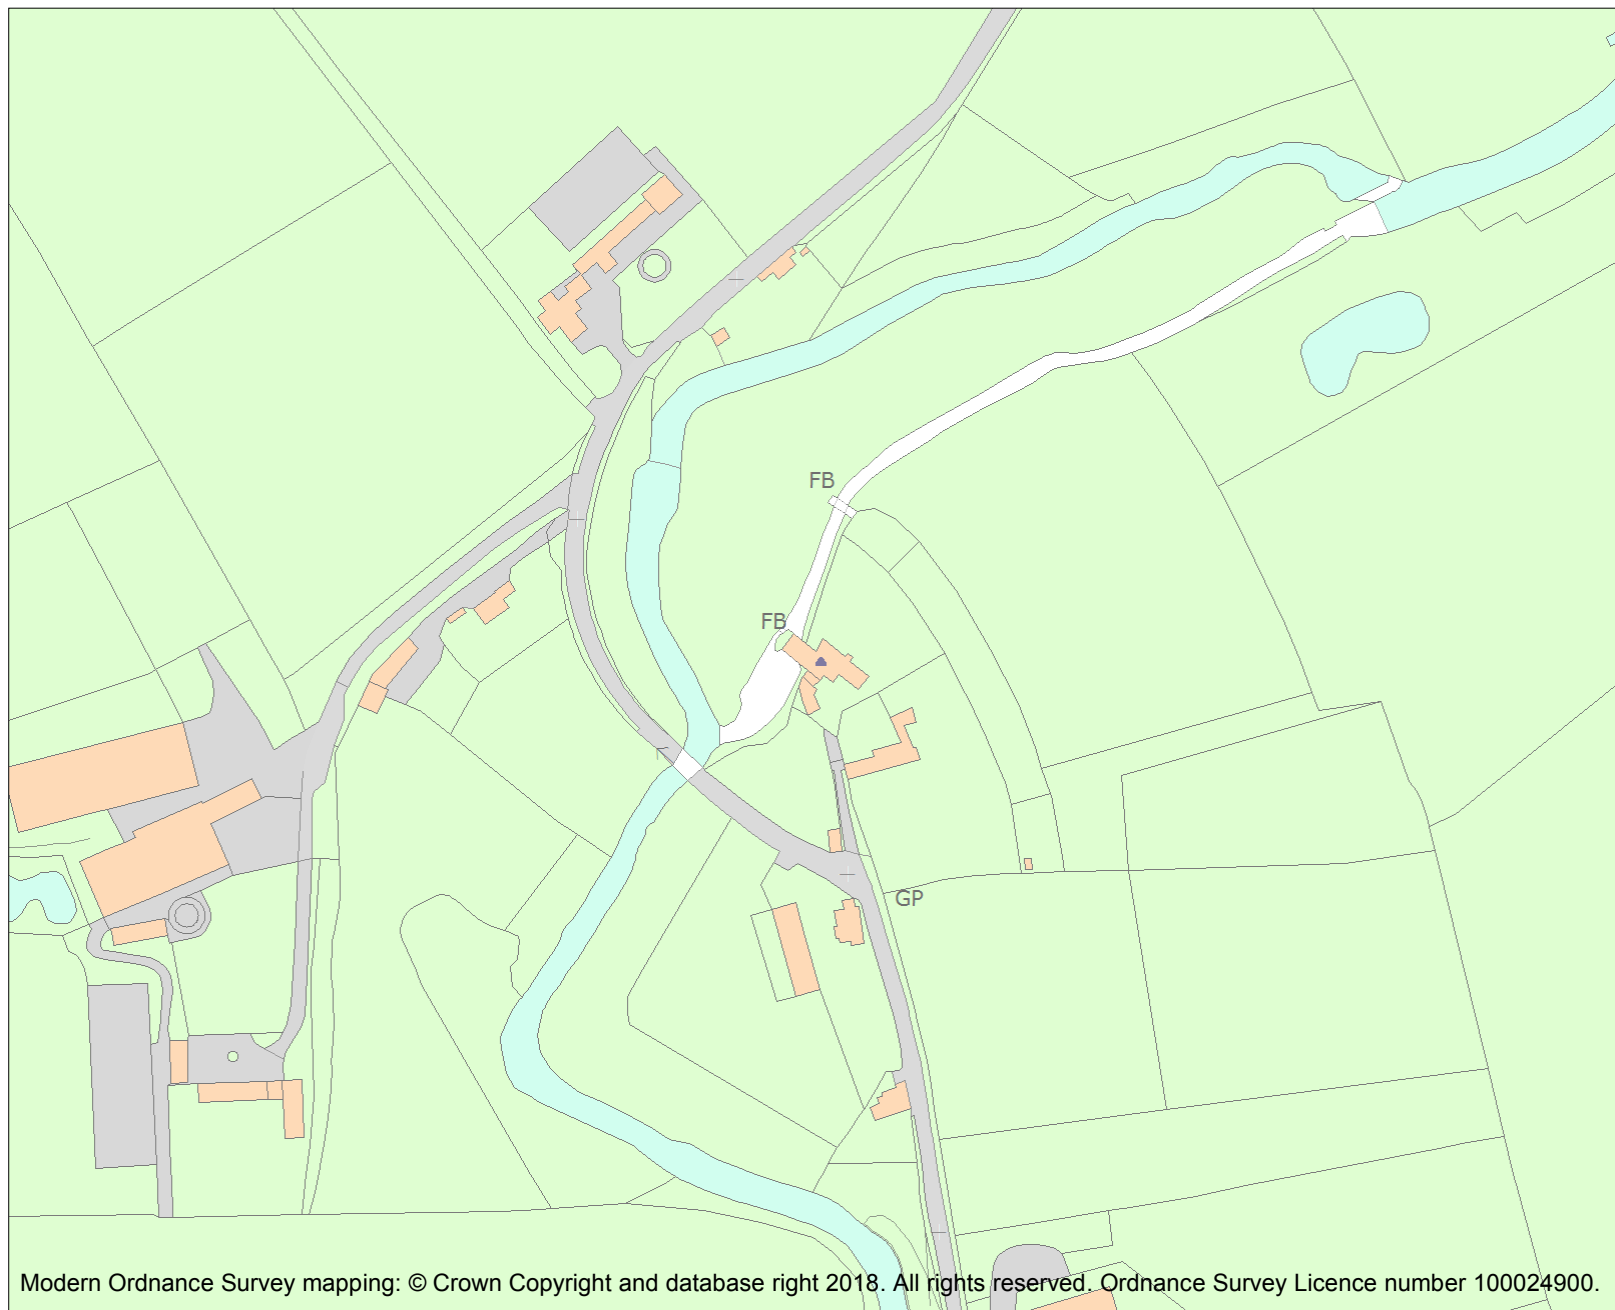 FB
FB
GP
Modern Ordnance Survey mapping: © Crown Copyright and database right 2018. All rights reserved. Ordnance Survey Licence number 100024900.